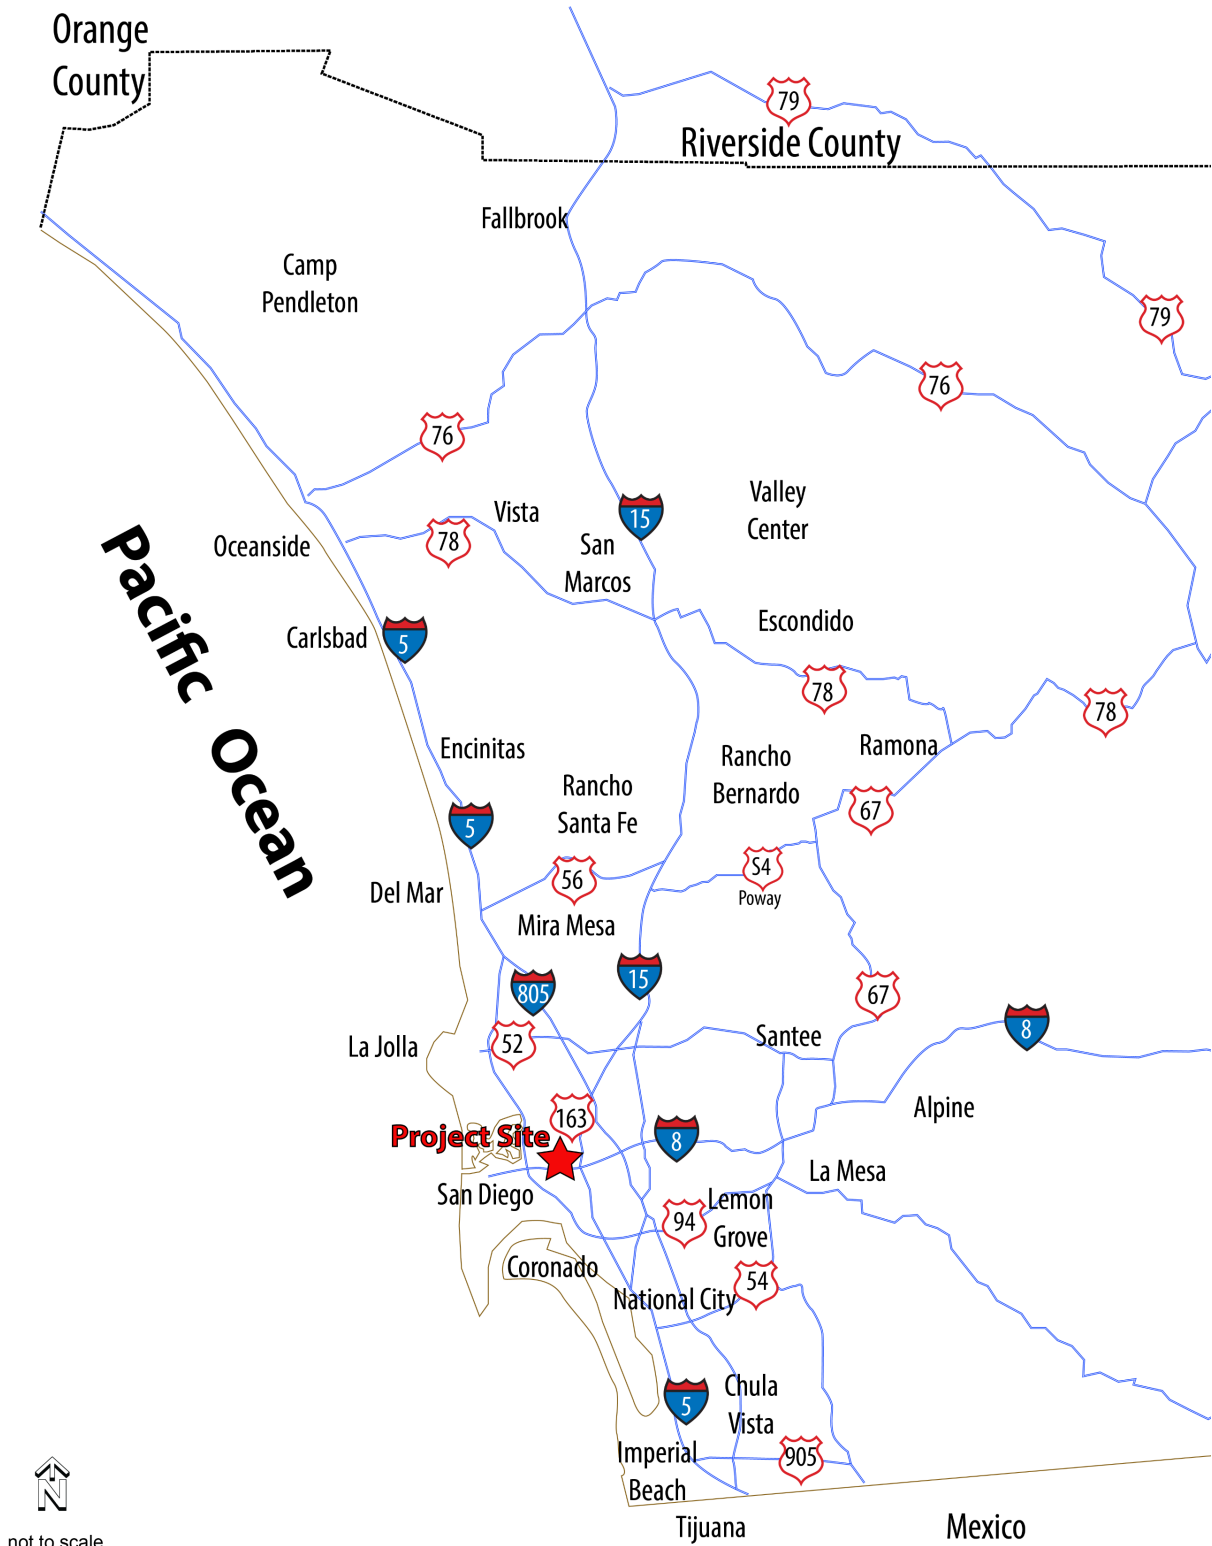 Orange
County
79
Riverside County
Fallbrook
Camp
Pendleton
79
76
76
Valley
Center
Vista
15
78
San
Marcos
Oceanside
Pacific Ocean
Escondido
Carlsbad
5
78
78
Encinitas
Rancho
Bernardo
Ramona
Rancho
Santa Fe
67
5
S4
Poway
56
Del Mar
Mira Mesa
15
805
67
8
Santee
La Jolla
52
Alpine
163
Project Site
8
La Mesa
San Diego
Lemon
Grove
94
Coronado
54
National City
Chula
Vista
5
Imperial
Beach
905
N
Tijuana
Mexico
not to scale